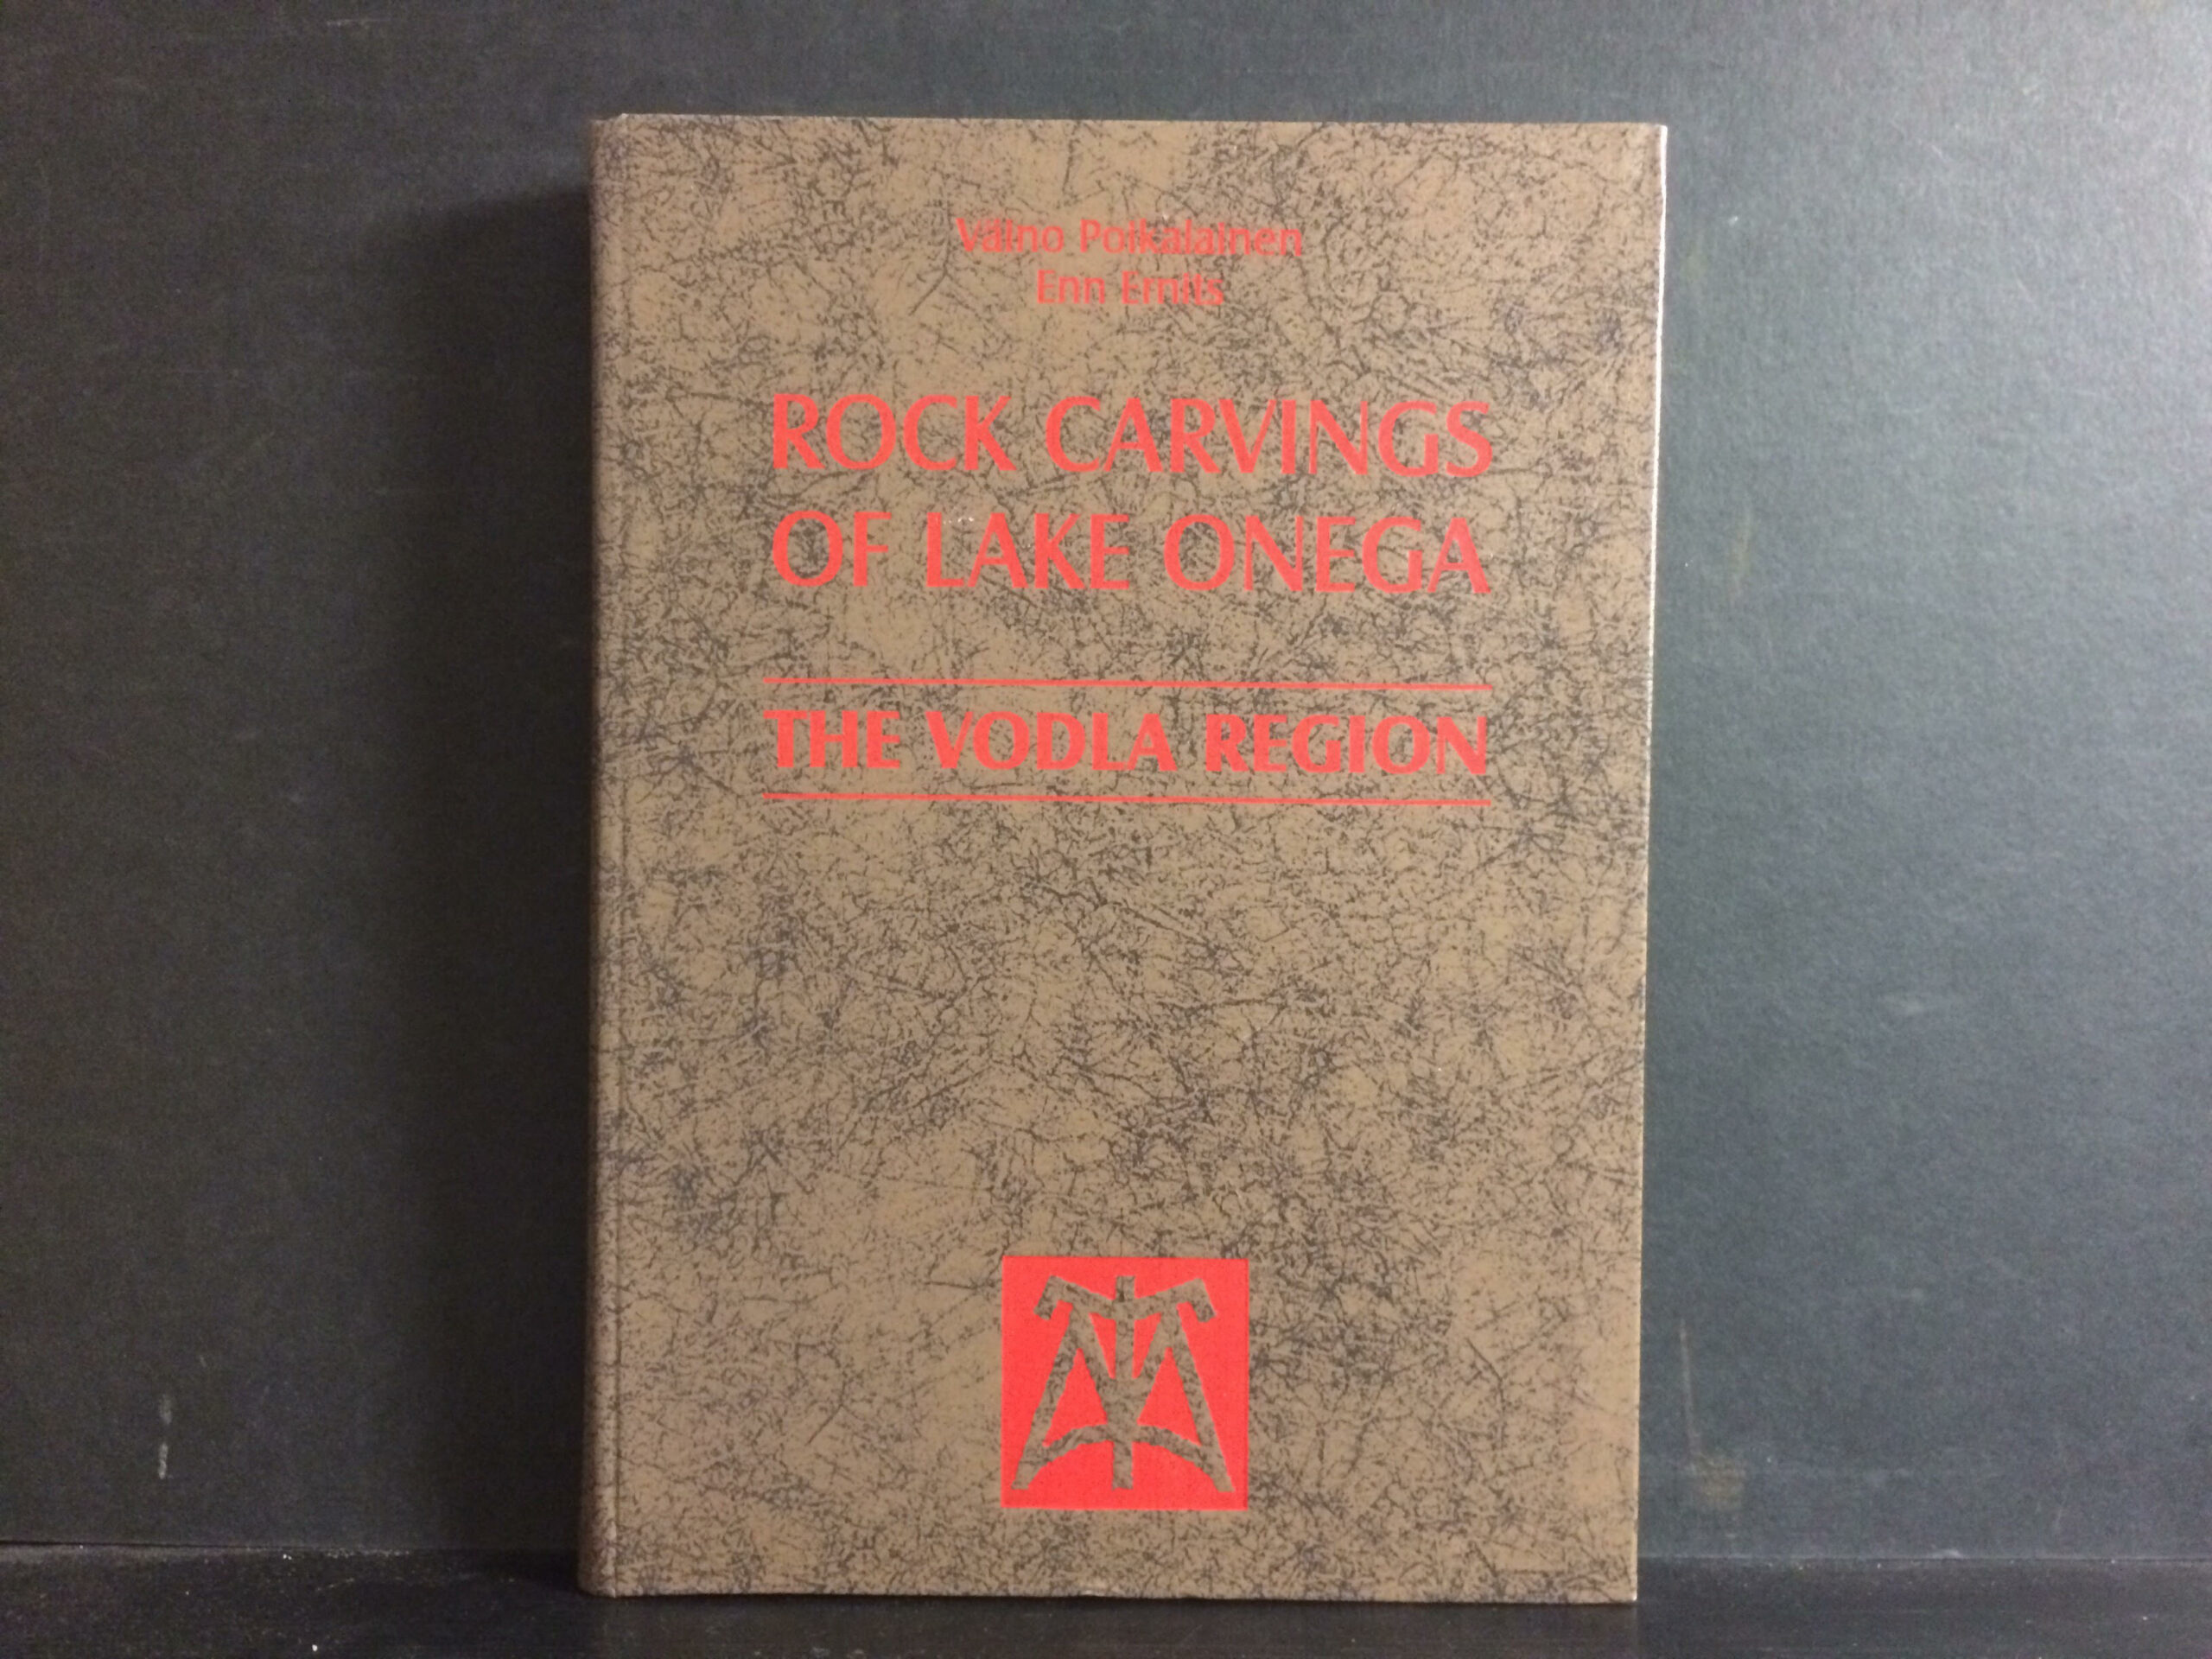 Väino Poikalainen
Enn Ernits
ROCK CARVINGS
OF LAKE ONEGA
THE VODLA REGION